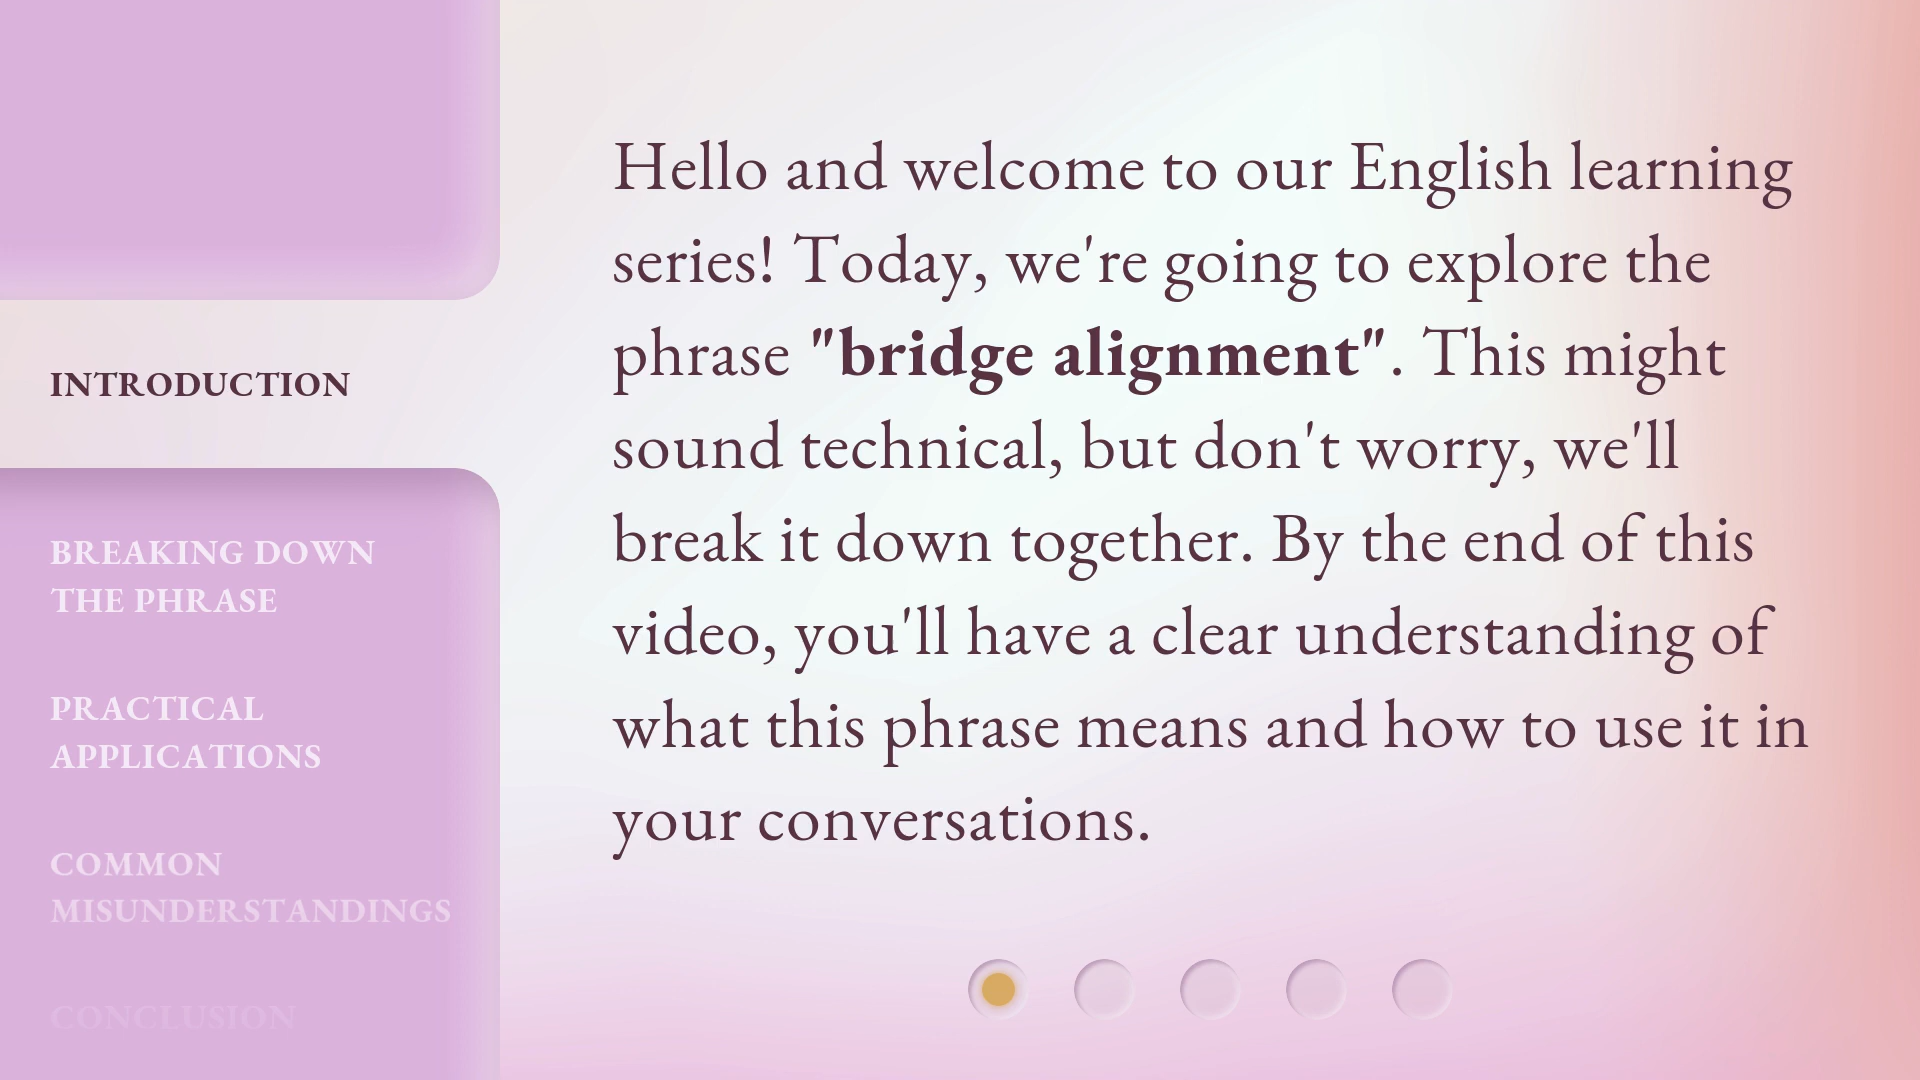 INTRODUCTION
BREAKING DOWN
THE PHRASE
PRACTICAL
APPLICATIONS
COMMON
MISUNDERSTANDINGS
CONCLUSION
Hello and welcome to our English learning
series! Today, we're going to explore the
phrase "bridge alignment". This might
sound technical, but don't worry, we'll
break it down together. By the end of this
video, you'll have a clear understanding of
what this phrase means and how to use it in
your conversations.